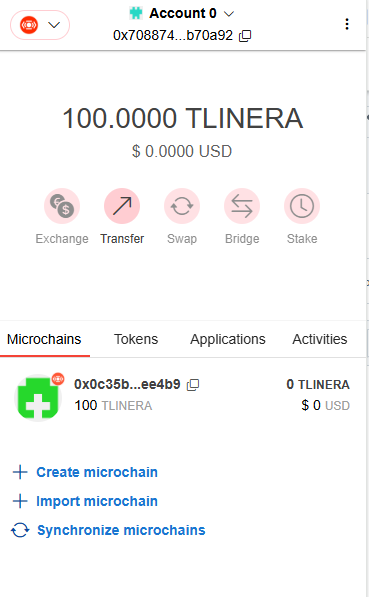 Account 0
0x708874...b70a92
100.0000 TLINERA
$ 0.0000 USD
Exchange Transfer Swap Bridge Stake
Microchains Tokens Applications Activities
0x0c35b...ee4b9 0 TLINERA
100 TLINERA $ 0 USD
Create microchain
Import microchain
Synchronize microchains